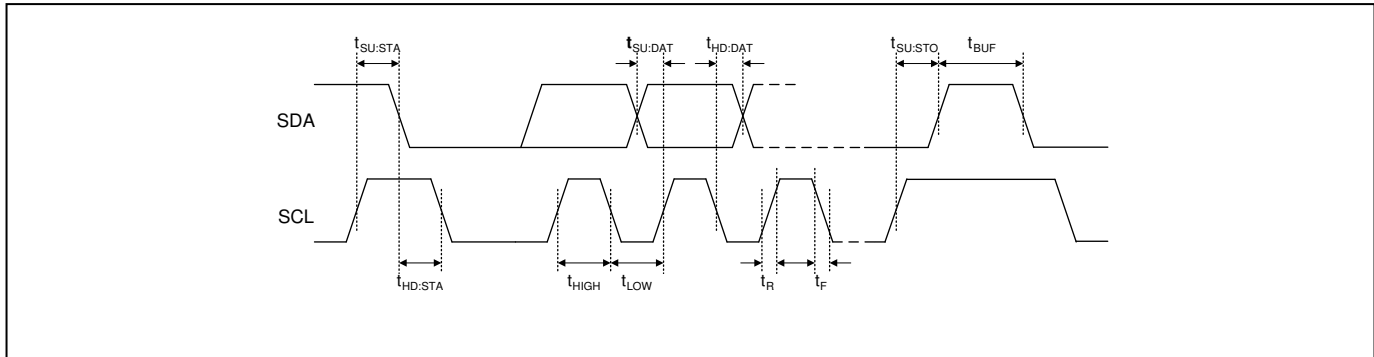 tSU:STA
tSU:DAT
tHD:DAT
tSU:STO
tBUF
SDA
SCL
tHD:STA
tHIGH
tLOW
tR
tF